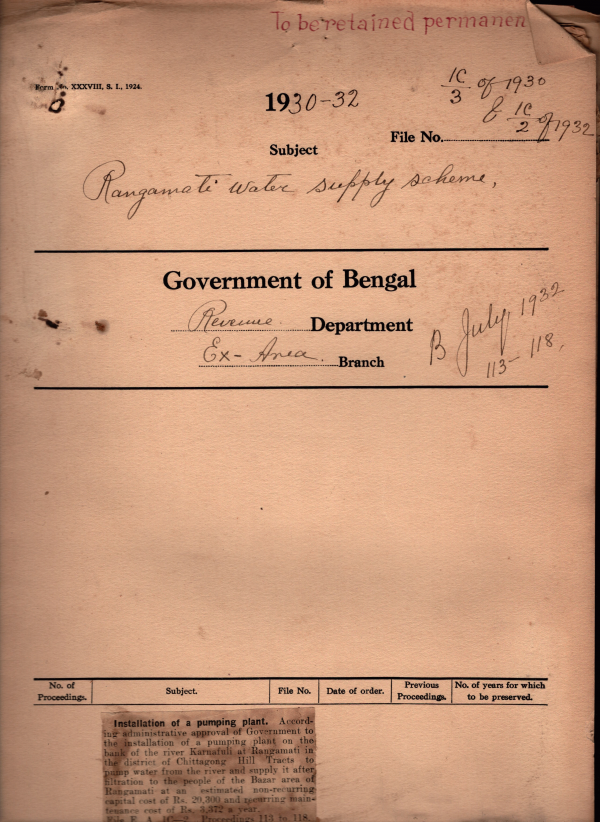 To be retained permanen
Form No. XXXVIII, S. I., 1924.
1930-32
1C/3 of 1930
& 1C/2 of 1932
File No.
Subject
Rangamati water supply scheme,
Government of Bengal
Revenue Department
Ex-Area Branch
B July 1932
113-118.
No. of Proceedings. Subject. File No. Date of order. Previous Proceedings. No. of years for which to be preserved.
Installation of a pumping plant. Accord-
ing administrative approval of Government to
the installation of a pumping plant on the
bank of the river Karnafuli at Rangamati in
the district of Chittagong Hill Tracts to
pump water from the river and supply it after
filtration to the people of the Bazar area of
Rangamati at an estimated non-recurring
capital cost of Rs. 20,300 and recurring main-
tenance cost of Rs. 3,372 a year.
Proceedings 113 to 118.